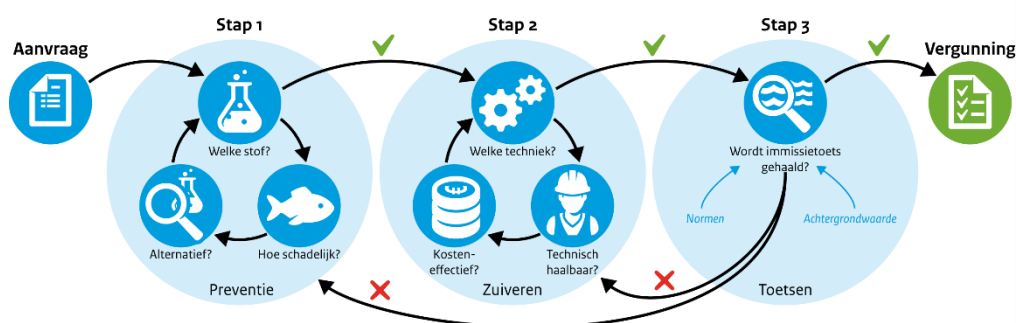 Aanvraag
Stap 1
Welke stof?
Alternatief?
Hoe schadelijk?
Preventie
Stap 2
Welke techniek?
Kosten-
effectief?
Technisch
haalbaar?
Zuiveren
Stap 3
Wordt immissietoets
gehaald?
Normen
Achtergrondwaarde
Toetsen
Vergunning